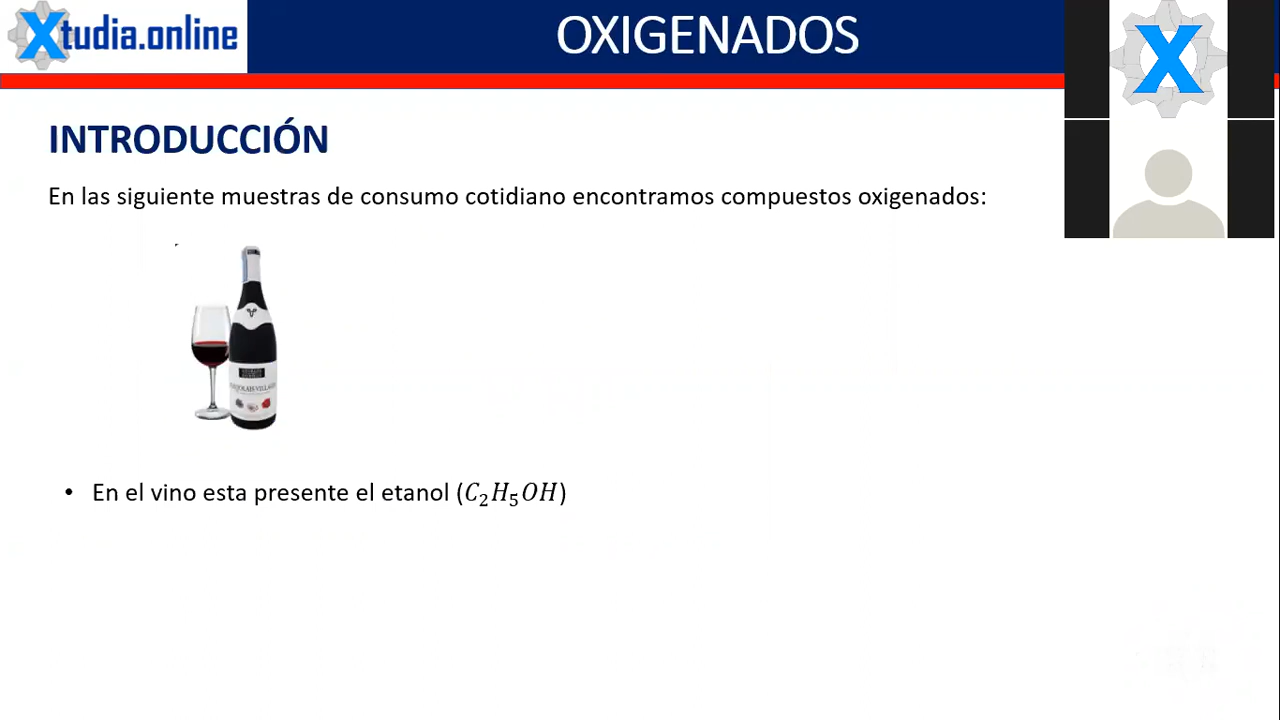 Xtudia.online
OXIGENADOS
X
INTRODUCCIÓN
En las siguiente muestras de consumo cotidiano encontramos compuestos oxigenados:
• En el vino esta presente el etanol (C₂H₅OH)